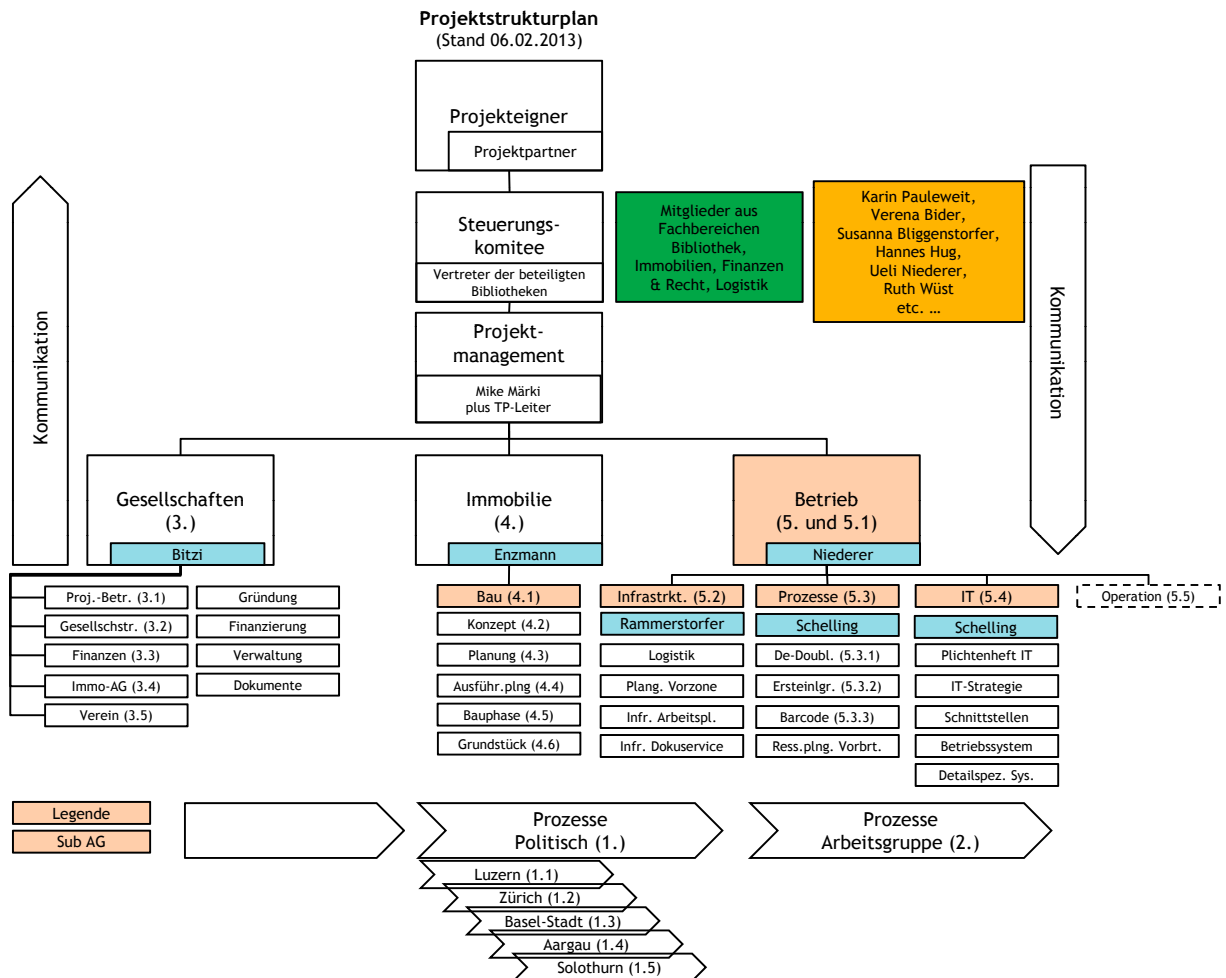 Projektstrukturplan
(Stand 06.02.2013)
Projekteigner
Projektpartner
Kommunikation
Steuerungs-
komitee
Vertreter der beteiligten
Bibliotheken
Mitglieder aus
Fachbereichen
Bibliothek,
Immobilien, Finanzen
& Recht, Logistik
Karin Pauleweit,
Verena Bider,
Susanna Bliggenstorfer,
Hannes Hug,
Ueli Niederer,
Ruth Wüst
etc. …
Kommunikation
Projekt-
management
Mike Märki
plus TP-Leiter
Gesellschaften
(3.)
Bitzi
Immobilie
(4.)
Enzmann
Betrieb
(5. und 5.1)
Niederer
Proj.-Betr. (3.1)
Gesellschstr. (3.2)
Finanzen (3.3)
Immo-AG (3.4)
Verein (3.5)
Gründung
Finanzierung
Verwaltung
Dokumente
Bau (4.1)
Konzept (4.2)
Planung (4.3)
Ausführ.plng (4.4)
Bauphase (4.5)
Grundstück (4.6)
Infrastrkt. (5.2)
Rammerstorfer
Logistik
Plang. Vorzone
Infr. Arbeitspl.
Infr. Dokuservice
Prozesse (5.3)
Schelling
De-Doubl. (5.3.1)
Ersteinlgr. (5.3.2)
Barcode (5.3.3)
Ress.plng. Vorbrt.
IT (5.4)
Schelling
Plichtenheft IT
IT-Strategie
Schnittstellen
Betriebssystem
Detailspez. Sys.
Operation (5.5)
Legende
Sub AG
Prozesse
Politisch (1.)
Prozesse
Arbeitsgruppe (2.)
Luzern (1.1)
Zürich (1.2)
Basel-Stadt (1.3)
Aargau (1.4)
Solothurn (1.5)